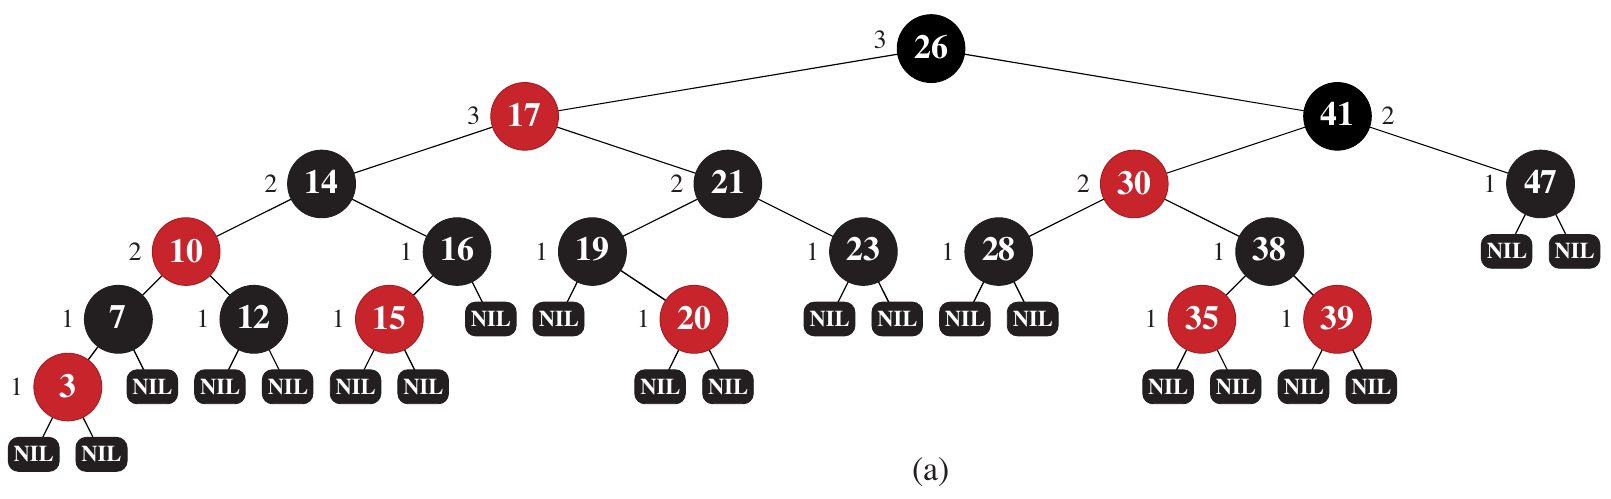 3 26
3 17 41 2
2 14 2 21 2 30 1 47
2 10 1 16 1 19 1 23 1 28 1 38 NIL NIL
1 7 1 12 1 15 NIL NIL 1 20 NIL NIL NIL NIL 1 35 1 39
1 3 NIL NIL NIL NIL NIL NIL NIL NIL NIL NIL NIL
NIL NIL
(a)